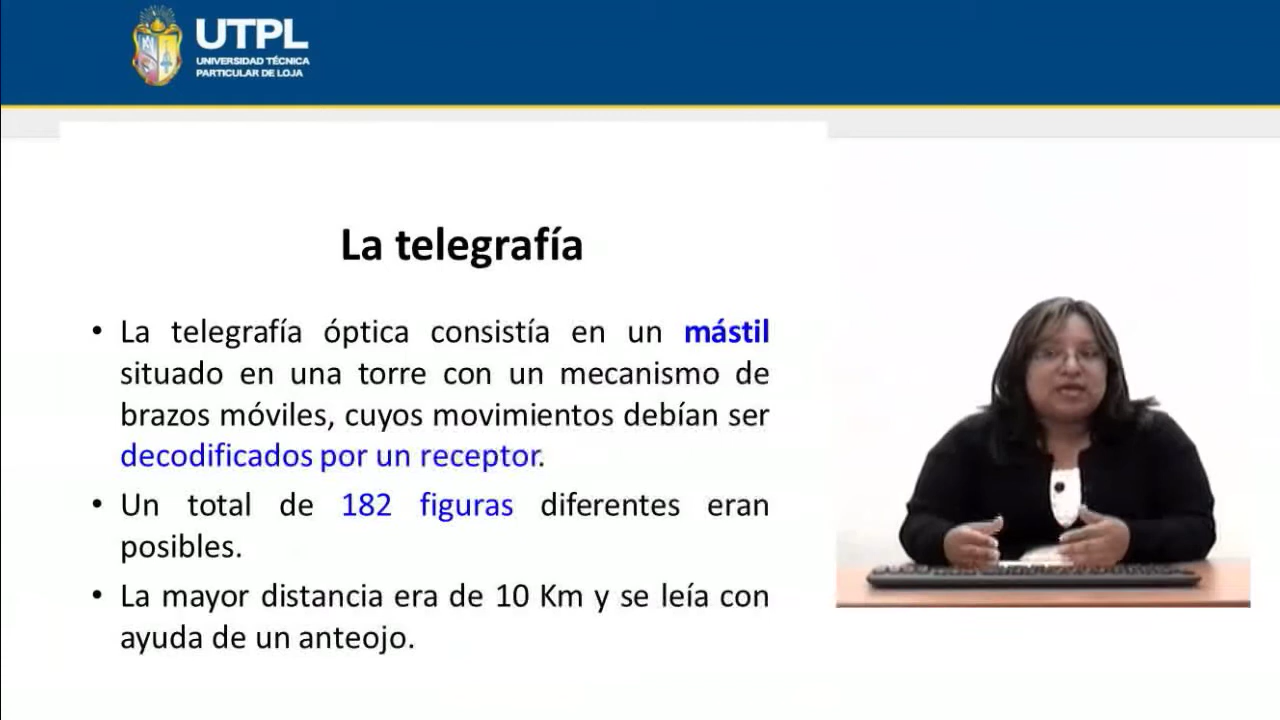 UTPL
UNIVERSIDAD TÉCNICA
PARTICULAR DE LOJA
La telegrafía
• La telegrafía óptica consistía en un mástil
situado en una torre con un mecanismo de
brazos móviles, cuyos movimientos debían ser
decodificados por un receptor.
• Un total de 182 figuras diferentes eran
posibles.
• La mayor distancia era de 10 Km y se leía con
ayuda de un anteojo.